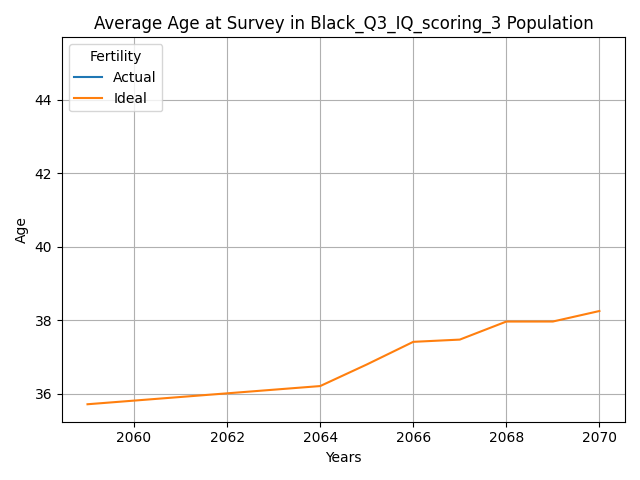 Average Age at Survey in Black_Q3_IQ_scoring_3 Population
Fertility
Actual
Ideal
44
42
40
38
36
Age
2060 2062 2064 2066 2068 2070
Years